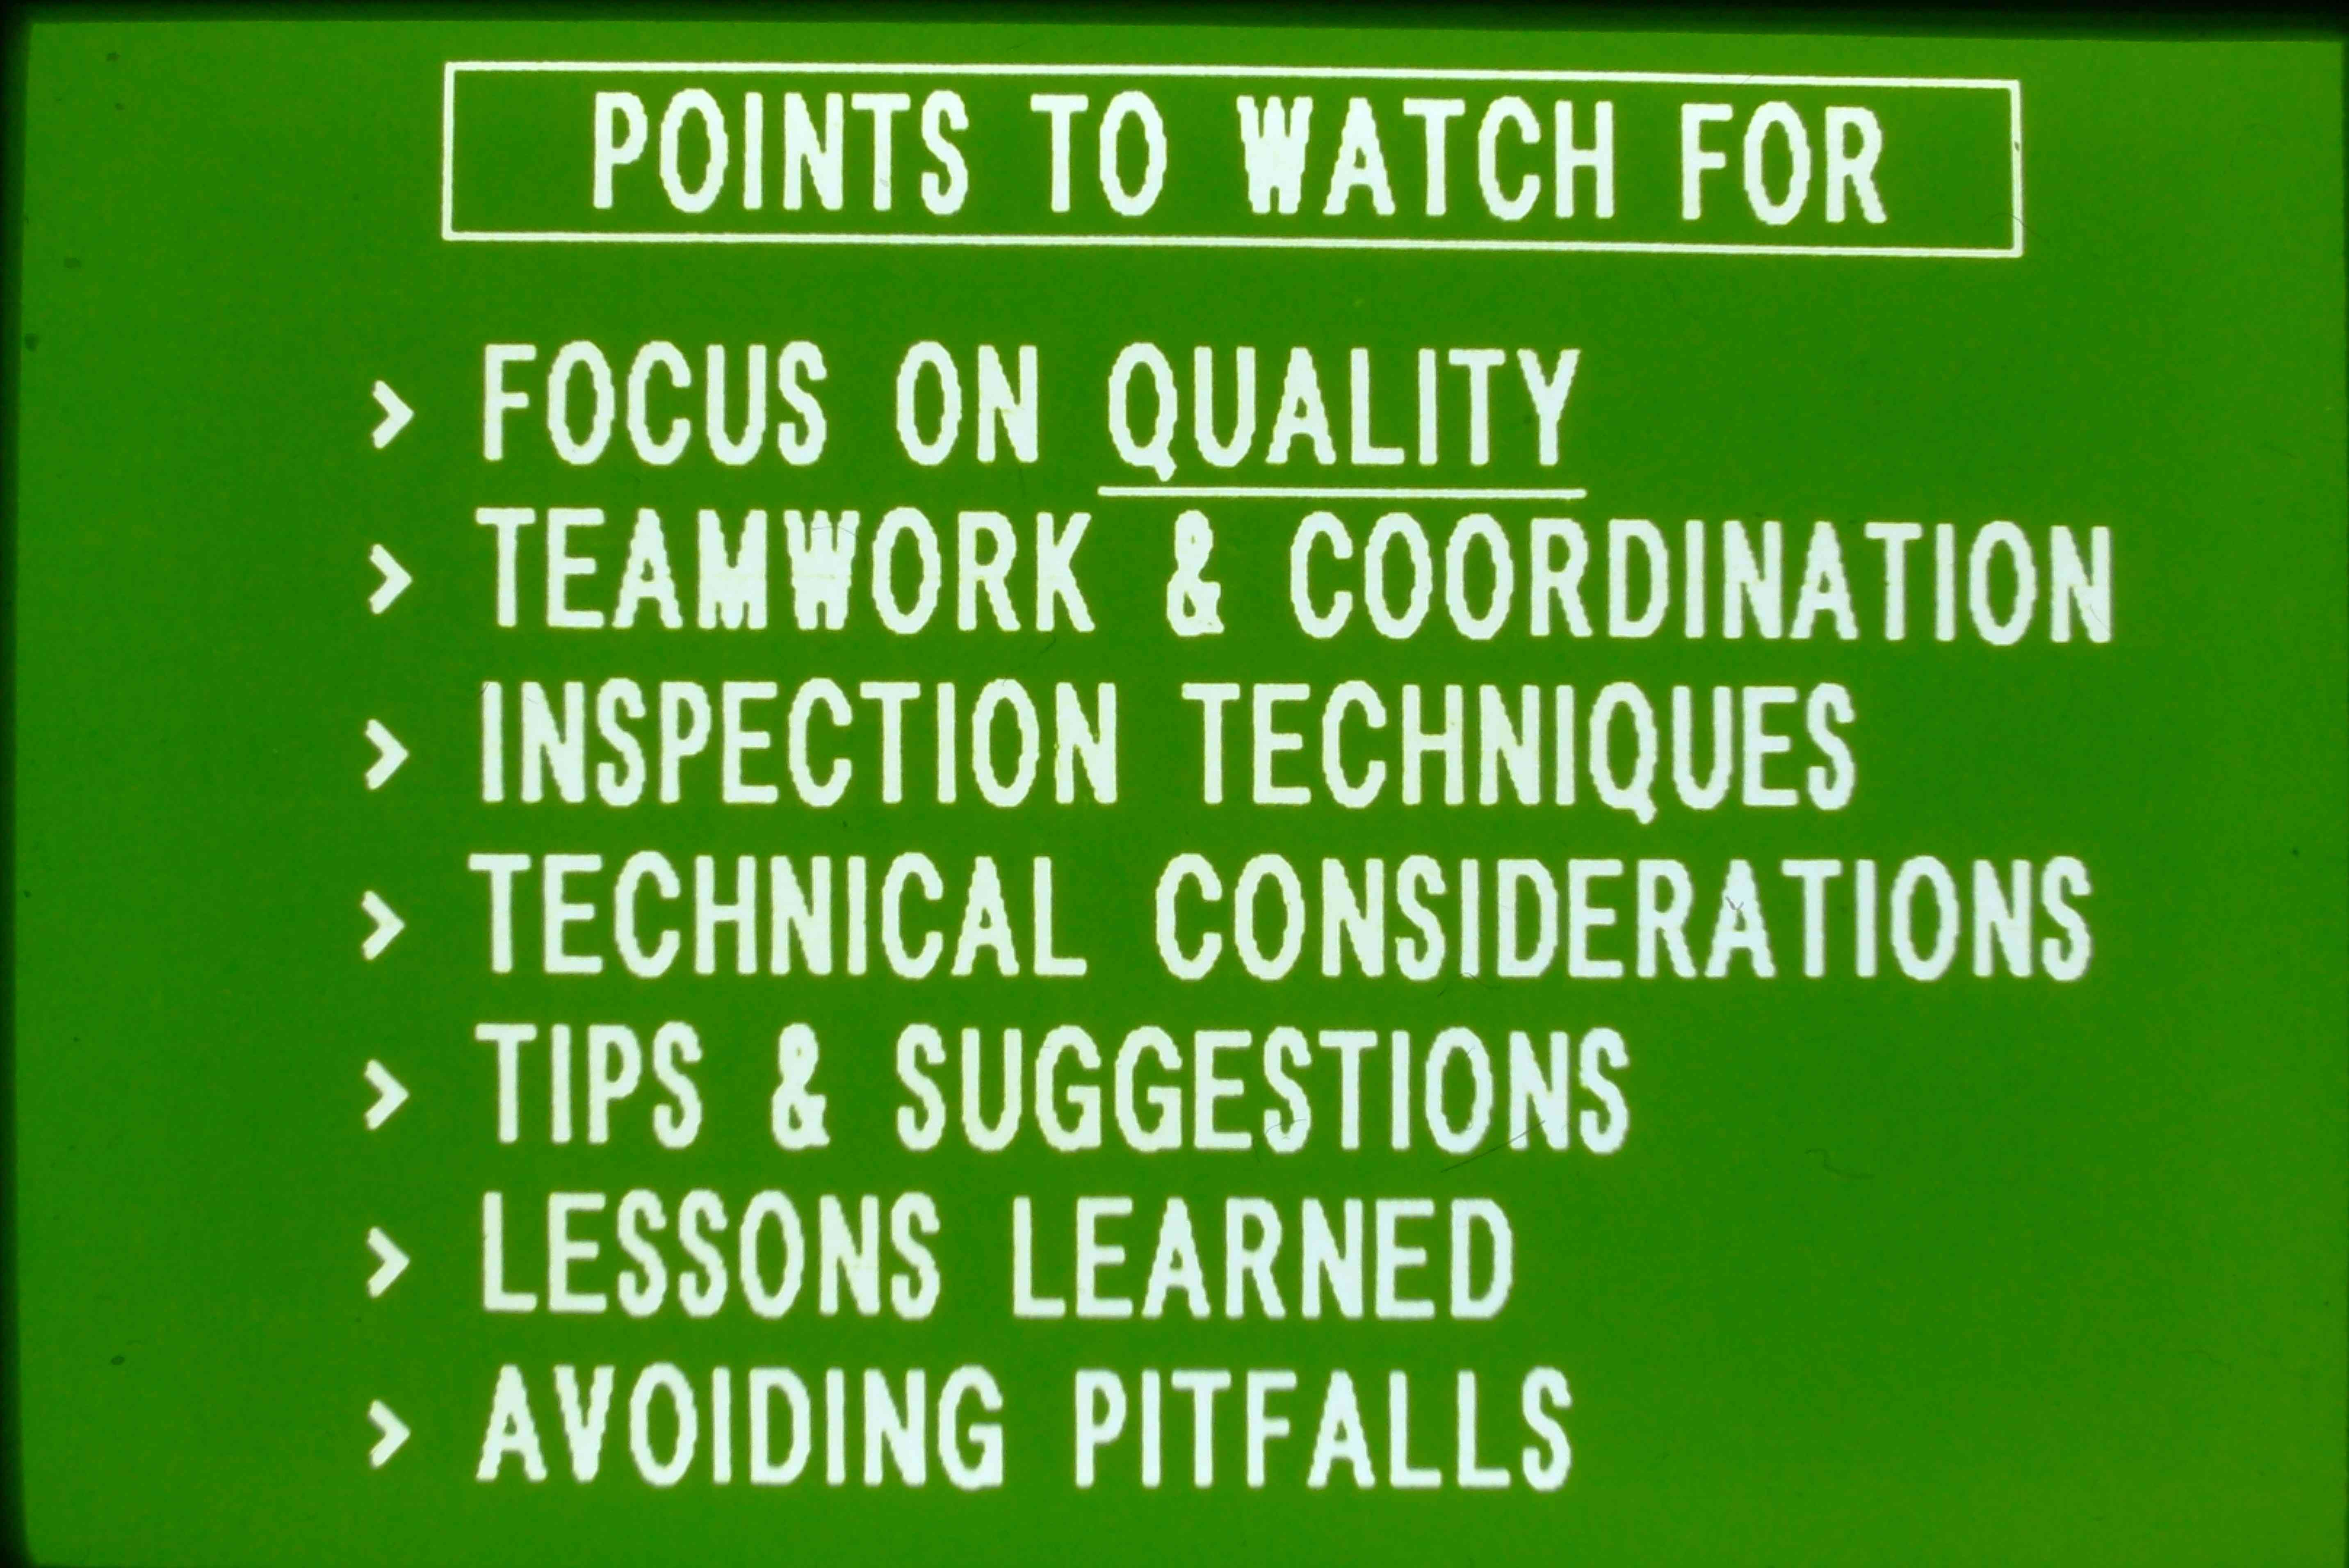 POINTS TO WATCH FOR
> FOCUS ON QUALITY
> TEAMWORK & COORDINATION
> INSPECTION TECHNIQUES
> TECHNICAL CONSIDERATIONS
> TIPS & SUGGESTIONS
> LESSONS LEARNED
> AVOIDING PITFALLS